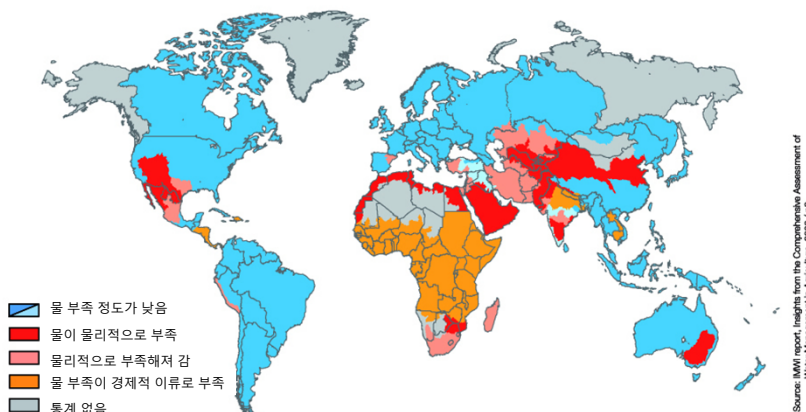 물 부족 정도가 낮음
물이 물리적으로 부족
물리적으로 부족해져 감
물 부족이 경제적 이류로 부족
통계 없음
Source: IMWI report, Insights from the Comprehensive Assessment of